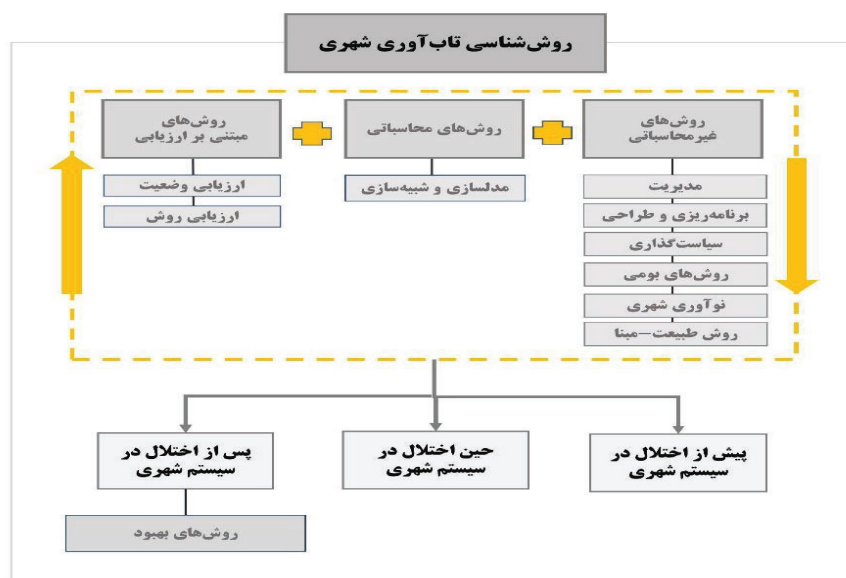 روش‌شناسی تاب‌آوری شهری
روش‌های
غیرمحاسباتی
روش‌های محاسباتی
روش‌های
مبتنی بر ارزیابی
مدیریت
برنامه‌ریزی و طراحی
سیاست‌گذاری
روش‌های بومی
نوآوری شهری
روش طبیعت–مبنا
مدلسازی و شبیه‌سازی
ارزیابی وضعیت
ارزیابی روش
پیش از اختلال در
سیستم شهری
حین اختلال در
سیستم شهری
پس از اختلال در
سیستم شهری
روش‌های بهبود